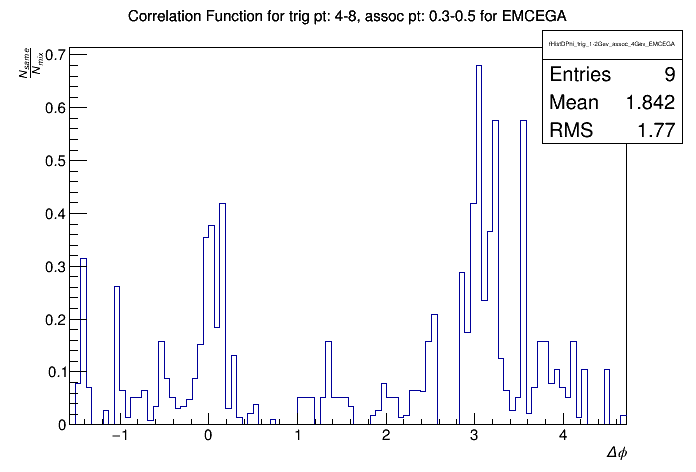 Correlation Function for trig pt: 4-8, assoc pt: 0.3-0.5 for EMCEGA
fHistDPhi_trig_1-2Gev_assoc_4Gev_EMCEGA
Entries 9
Mean 1.842
RMS 1.77
N_same
N_mix
0.7
0.6
0.5
0.4
0.3
0.2
0.1
0
−1 0 1 2 3 4
Δϕ